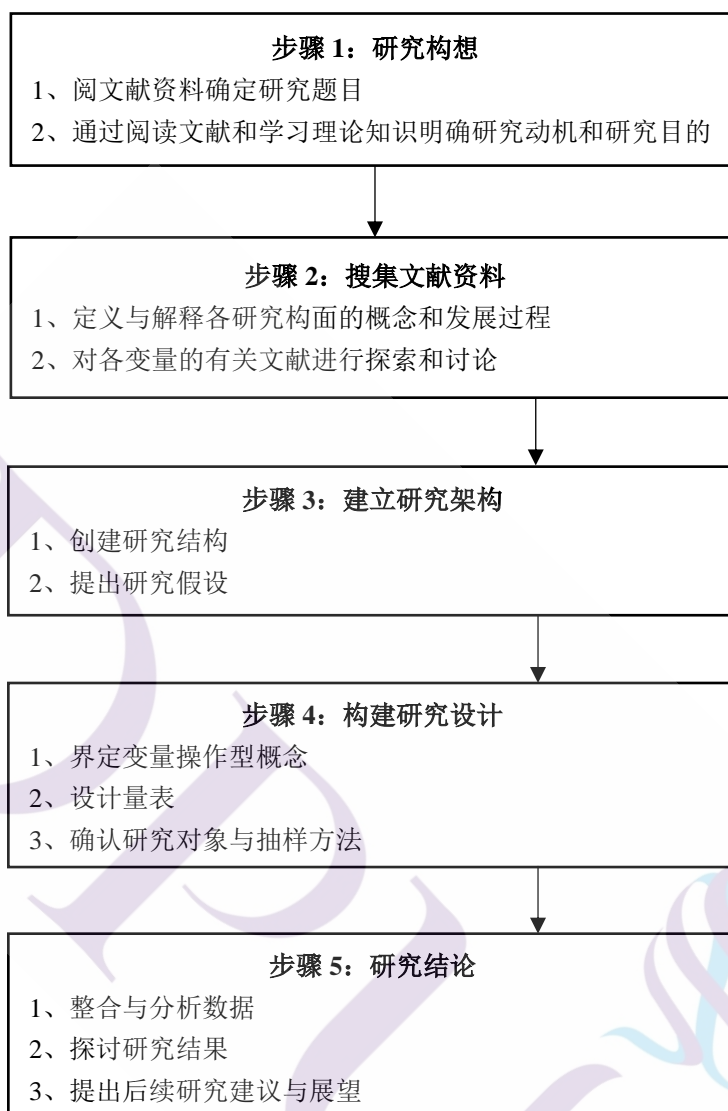 步骤 1：研究构想
1、阅文献资料确定研究题目
2、通过阅读文献和学习理论知识明确研究动机和研究目的
步骤 2：搜集文献资料
1、定义与解释各研究构面的概念和发展过程
2、对各变量的有关文献进行探索和讨论
步骤 3：建立研究架构
1、创建研究结构
2、提出研究假设
步骤 4：构建研究设计
1、界定变量操作型概念
2、设计量表
3、确认研究对象与抽样方法
步骤 5：研究结论
1、整合与分析数据
2、探讨研究结果
3、提出后续研究建议与展望